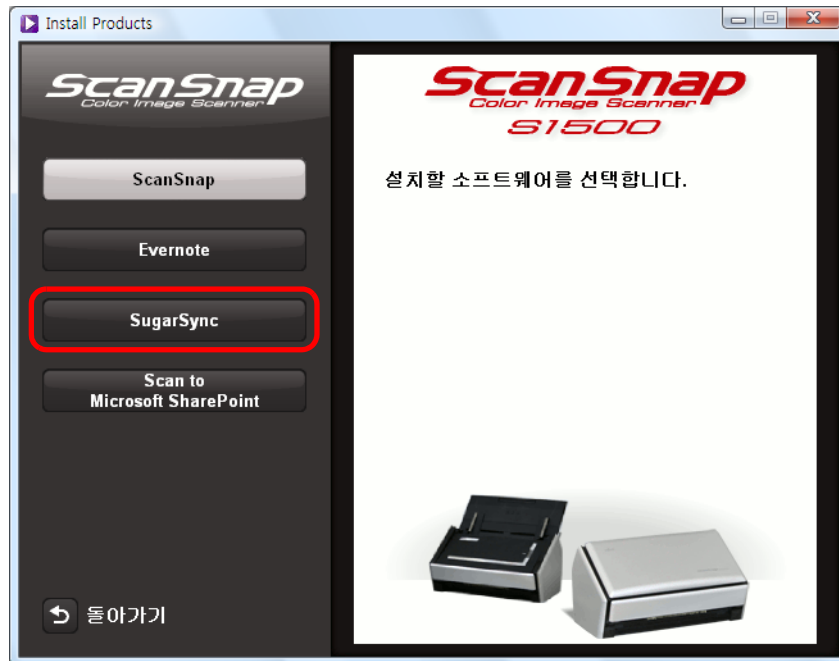 Install Products
ScanSnap
Color Image Scanner
ScanSnap
Evernote
SugarSync
Scan to
Microsoft SharePoint
돌아가기
ScanSnap
Color Image Scanner
S1500
설치할 소프트웨어를 선택합니다.